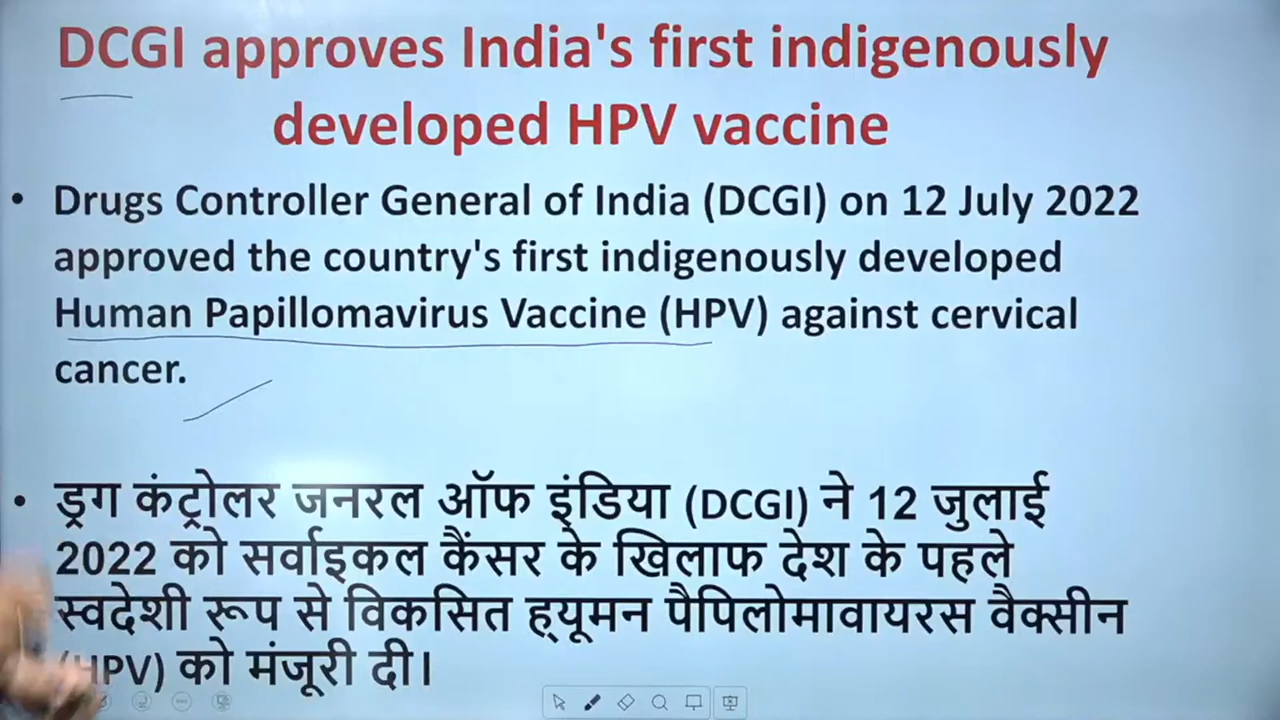 DCGI approves India's first indigenously
developed HPV vaccine
• Drugs Controller General of India (DCGI) on 12 July 2022
approved the country's first indigenously developed
Human Papillomavirus Vaccine (HPV) against cervical
cancer.
• ड्रग कंट्रोलर जनरल ऑफ इंडिया (DCGI) ने 12 जुलाई
2022 को सर्वाइकल कैंसर के खिलाफ देश के पहले
स्वदेशी रूप से विकसित ह्यूमन पैपिलोमावायरस वैक्सीन
(HPV) को मंजूरी दी।